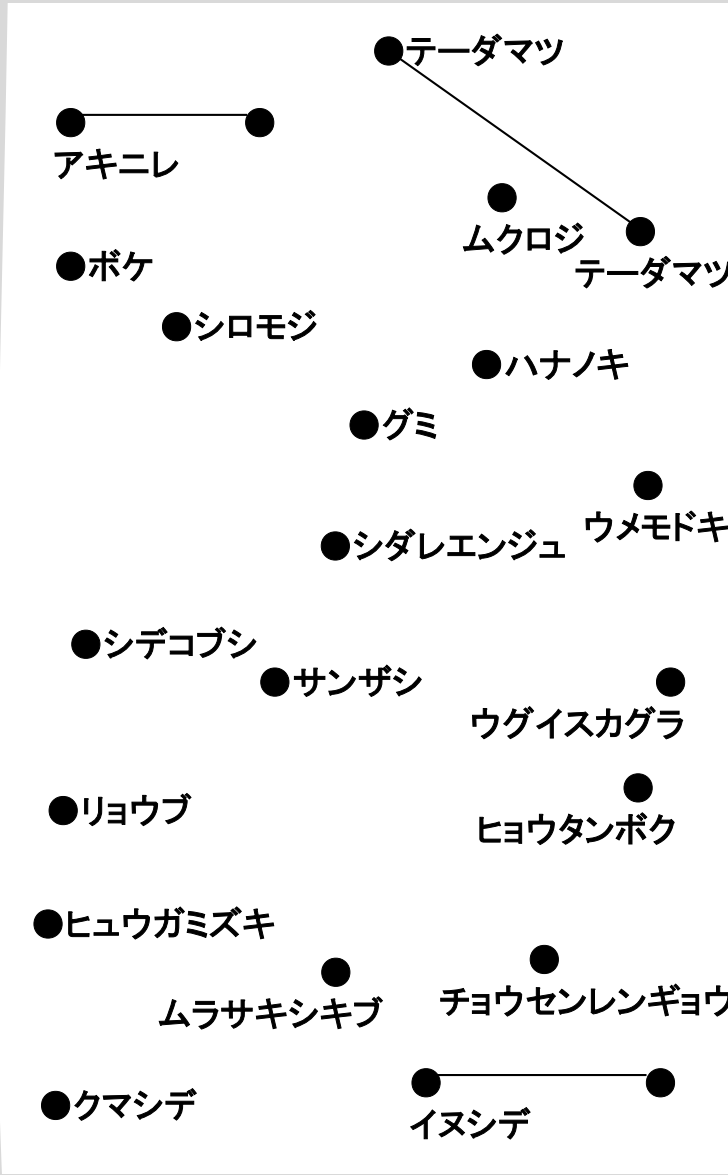 テーダマツ
アキニレ
ムクロジ
テーダマツ
ボケ
シロモジ
ハナノキ
グミ
ウメモドキ
シダレエンジュ
シデコブシ
サンザシ
ウグイスカグラ
リョウブ
ヒョウタンボク
ヒュウガミズキ
ムラサキシキブ
チョウセンレンギョウ
クマシデ
イヌシデ